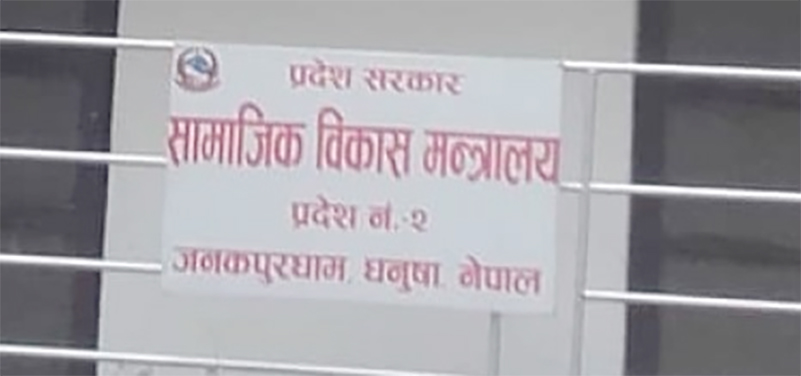 प्रदेश सरकार
सामाजिक विकास मन्त्रालय
प्रदेश नं.-२
जनकपुरधाम, धनुषा, नेपाल